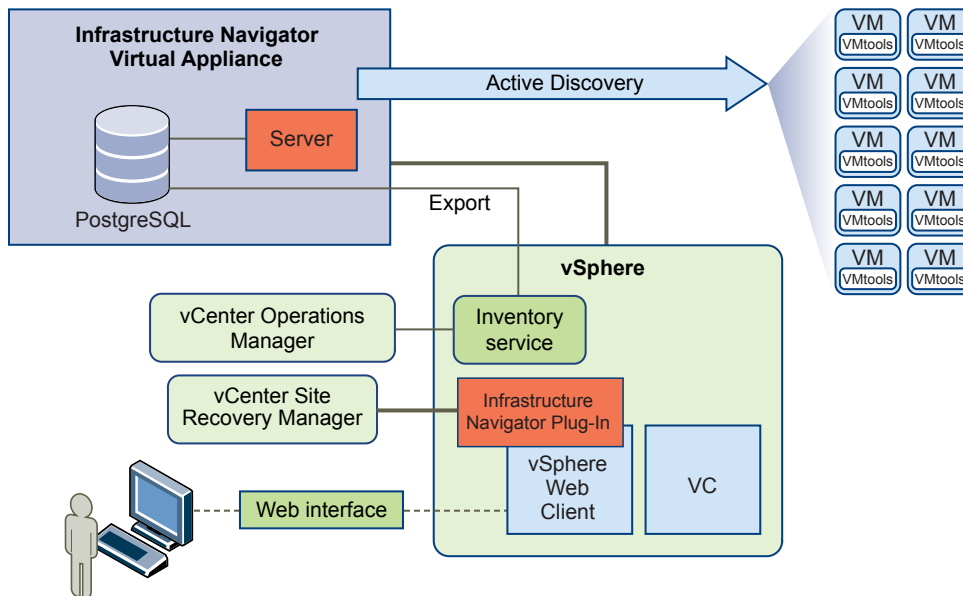 Infrastructure Navigator
Virtual Appliance
Active Discovery
Server
PostgreSQL
Export
VM
VMtools
VM
VMtools
VM
VMtools
VM
VMtools
VM
VMtools
VM
VMtools
VM
VMtools
VM
VMtools
VM
VMtools
VM
VMtools
vSphere
vCenter Operations
Manager
Inventory
service
vCenter Site
Recovery Manager
Infrastructure
Navigator Plug-In
vSphere
Web
Client
VC
Web interface